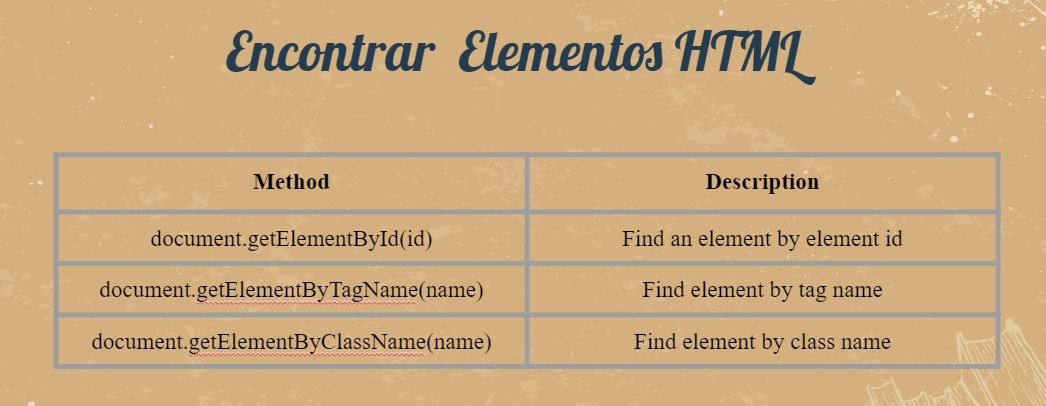 Encontrar Elementos HTML
Method Description
document.getElementById(id) Find an element by element id
document.getElementByTagName(name) Find element by tag name
document.getElementByClassName(name) Find element by class name